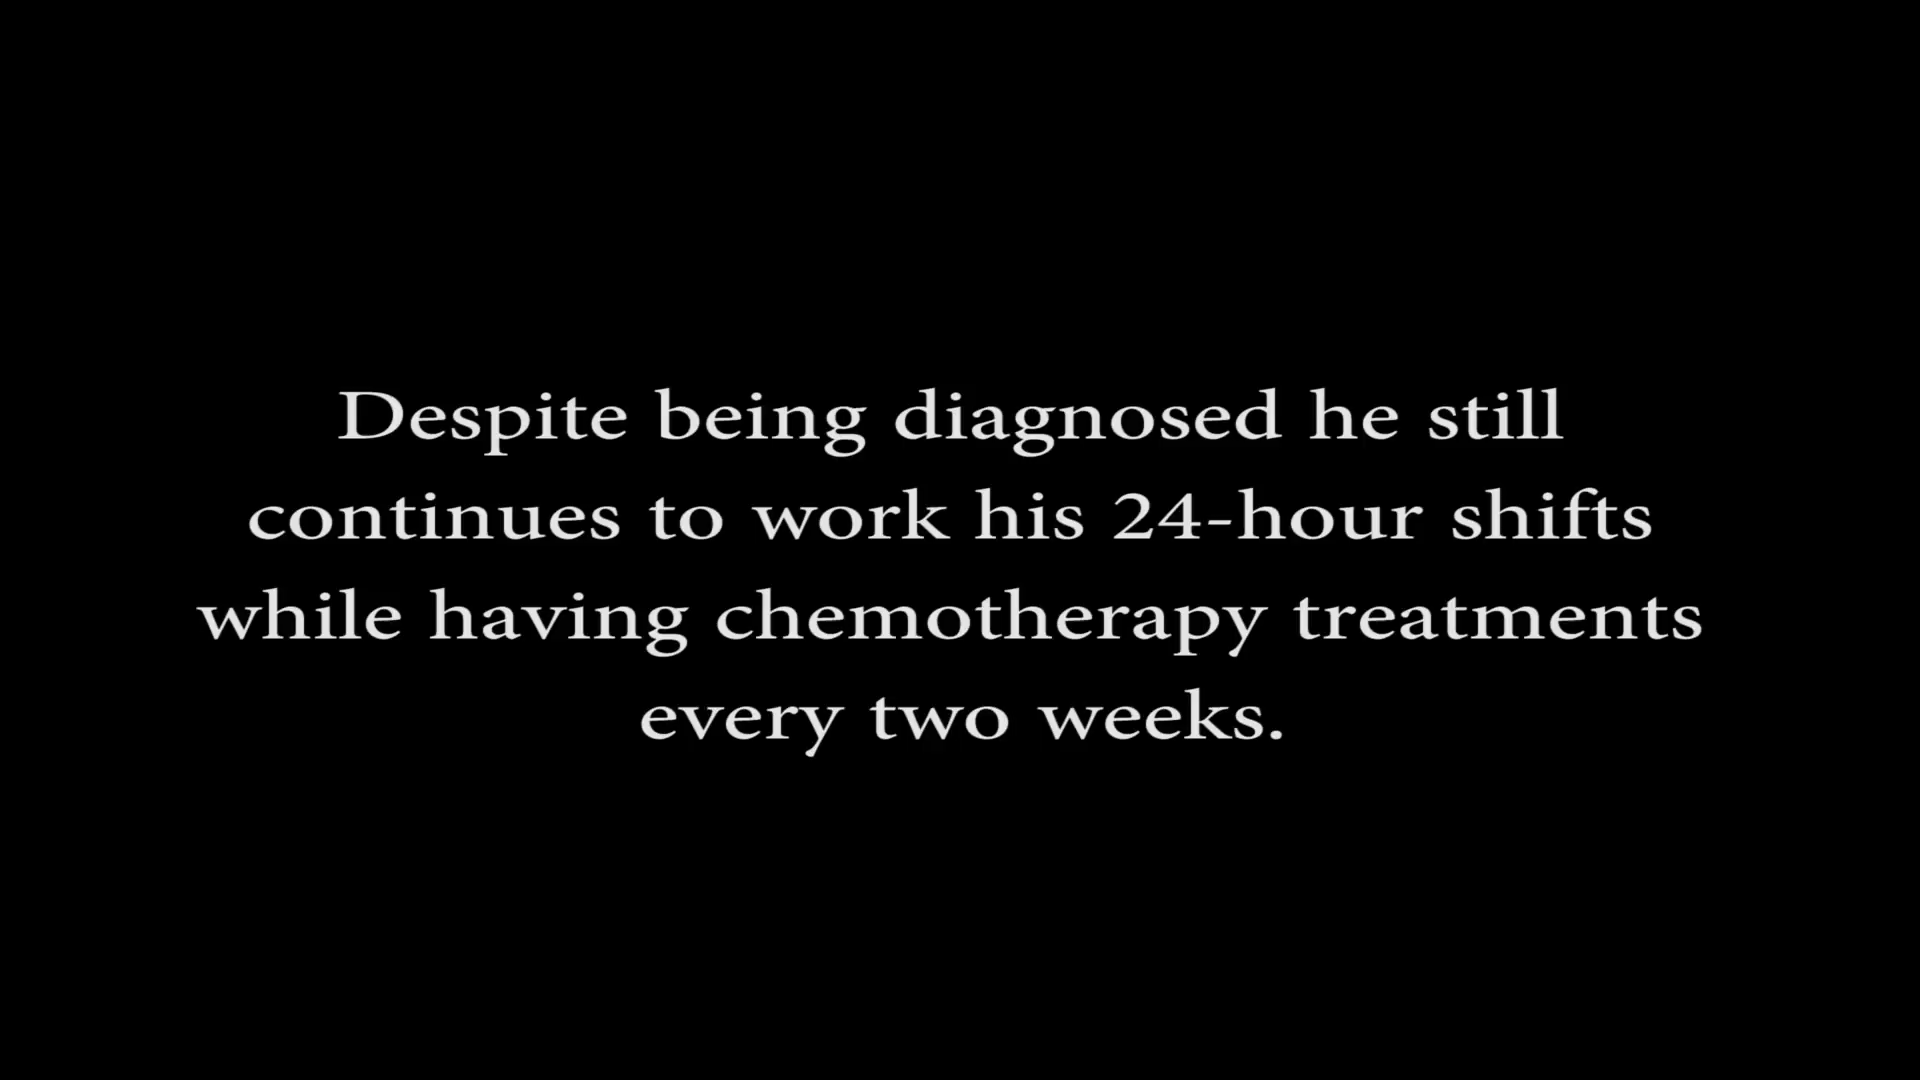 Despite being diagnosed he still
continues to work his 24-hour shifts
while having chemotherapy treatments
every two weeks.